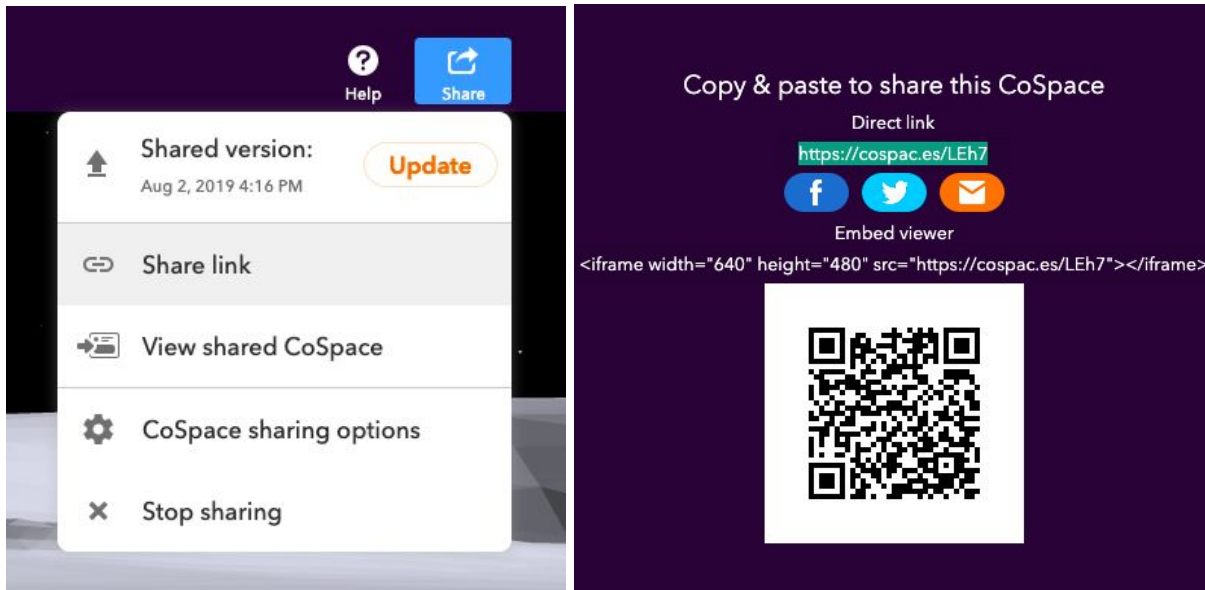 Help
Share
Shared version:
Update
Aug 2, 2019 4:16 PM
Share link
View shared CoSpace
CoSpace sharing options
Stop sharing
Copy & paste to share this CoSpace
Direct link
https://cospac.es/LEh7
Embed viewer
<iframe width="640" height="480" src="https://cospac.es/LEh7"></iframe>